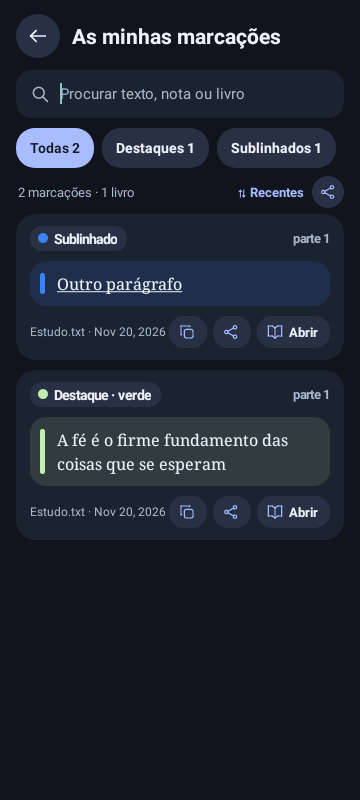 As minhas marcações
Procurar texto, nota ou livro
Todas 2
Destaques 1
Sublinhados 1
2 marcações · 1 livro
Recentes
Sublinhado
parte 1
Outro parágrafo
Estudo.txt · Nov 20, 2026
Abrir
Destaque · verde
parte 1
A fé é o firme fundamento das
coisas que se esperam
Estudo.txt · Nov 20, 2026
Abrir